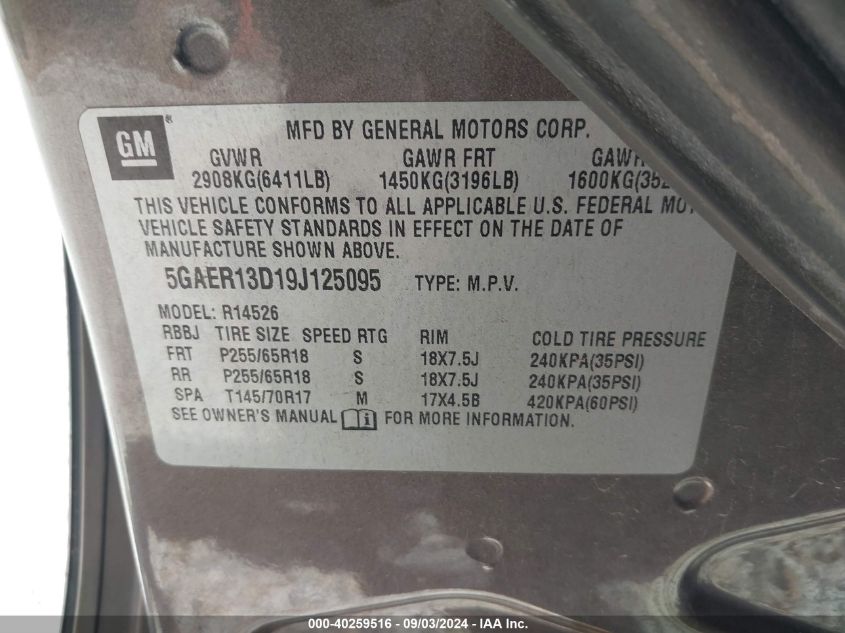 GM ®
MFD BY GENERAL MOTORS CORP.
GVWR GAWR FRT GAWR
2908KG(6411LB) 1450KG(3196LB) 1600KG(352
THIS VEHICLE CONFORMS TO ALL APPLICABLE U.S. FEDERAL MOT
VEHICLE SAFETY STANDARDS IN EFFECT ON THE DATE OF
MANUFACTURE SHOWN ABOVE.
5GAER13D19J125095 TYPE: M.P.V.
MODEL: R14526
RBBJ TIRE SIZE SPEED RTG RIM COLD TIRE PRESSURE
FRT P255/65R18 S 18X7.5J 240KPA(35PSI)
RR P255/65R18 S 18X7.5J 240KPA(35PSI)
SPA T145/70R17 M 17X4.5B 420KPA(60PSI)
SEE OWNER'S MANUAL i FOR MORE INFORMATION.
000-40259516 - 09/03/2024 - IAA Inc.